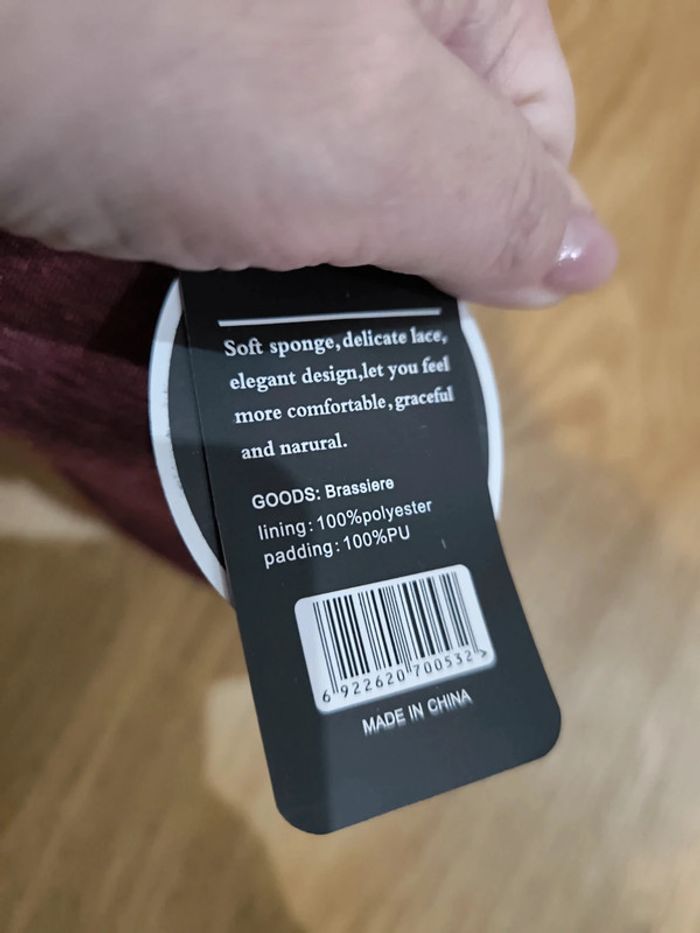 Soft sponge,delicate lace,
elegant design,let you feel
more comfortable,graceful
and narural.
GOODS: Brassiere
lining:100%polyester
padding:100%PU
6 922620 700532 >
MADE IN CHINA